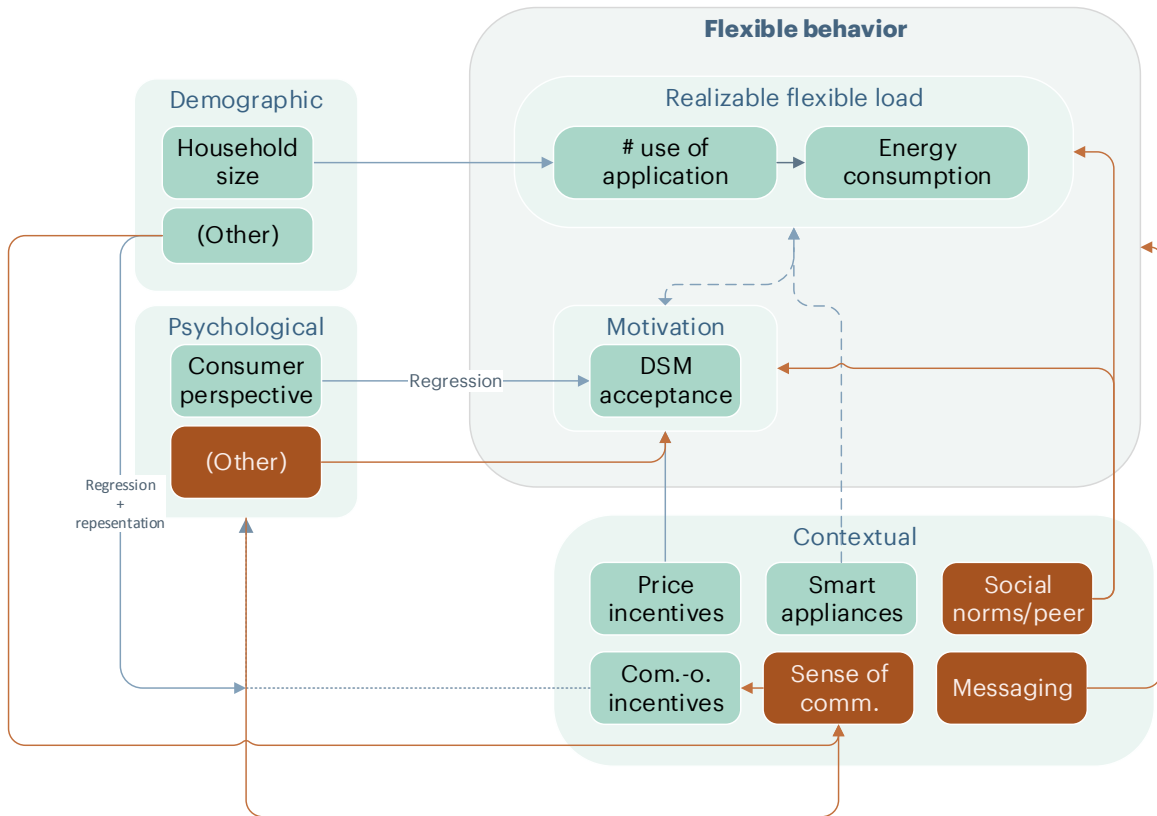 Flexible behavior
Demographic
Household
size
(Other)
Realizable flexible load
# use of
application
Energy
consumption
Psychological
Consumer
perspective
(Other)
Regression
Motivation
DSM
acceptance
Regression
+
repesentation
Contextual
Price
incentives
Smart
appliances
Social
norms/peer
Com.-o.
incentives
Sense of
comm.
Messaging